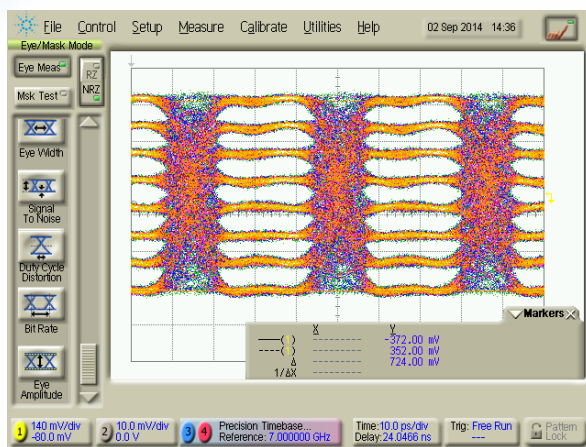 File Control Setup Measure Calibrate Utilities Help 02 Sep 2014 14:36
Eye/Mask Mode
Eye Meas
RZ
NRZ
Msk Test
Eye Width
Signal
To Noise
Duty Cycle
Distortion
Bit Rate
Eye
Amplitude
Markers X
X Y
----( ) --------- -372.00 mV
----( ) --------- 352.00 mV
Δ --------- 724.00 mV
1/ΔX ---------
1 140 mV/div
-80.0 mV
2 10.0 mV/div
0.0 V
3 4 Precision Timebase...
Reference: 7.000000 GHz
Time:10.0 ps/div
Delay:24.0466 ns
Trig: Free Run
---
Pattern
Lock